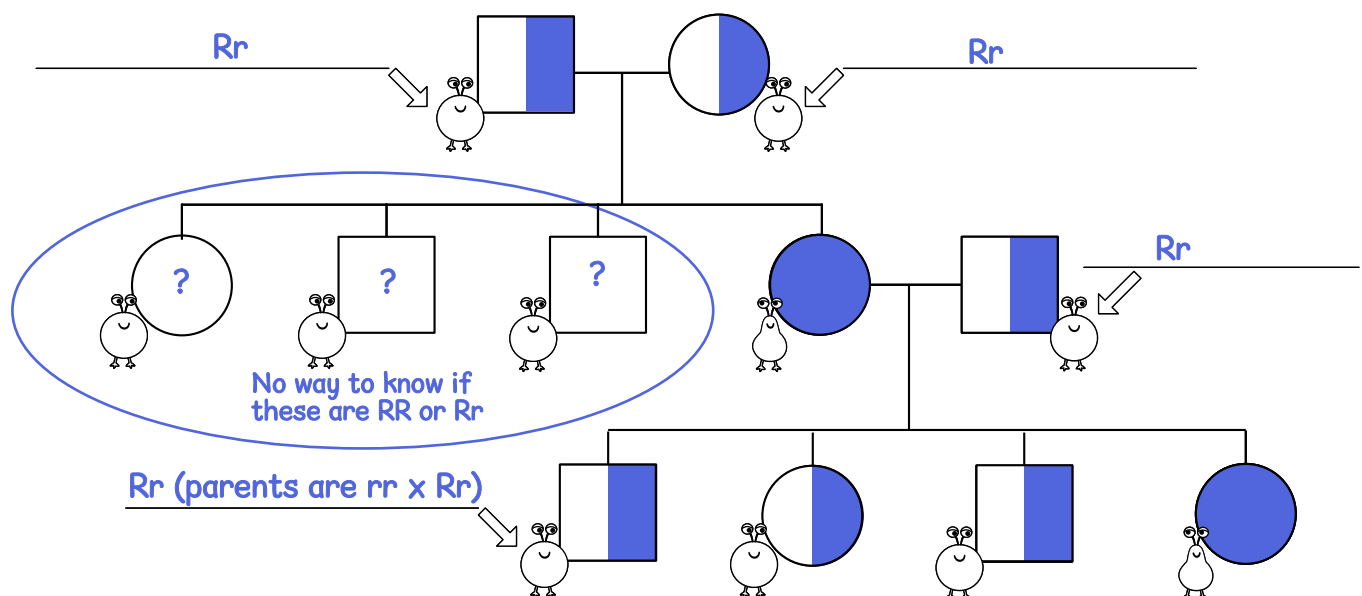 Rr
Rr
Rr
?
?
?
No way to know if
these are RR or Rr
Rr (parents are rr x Rr)